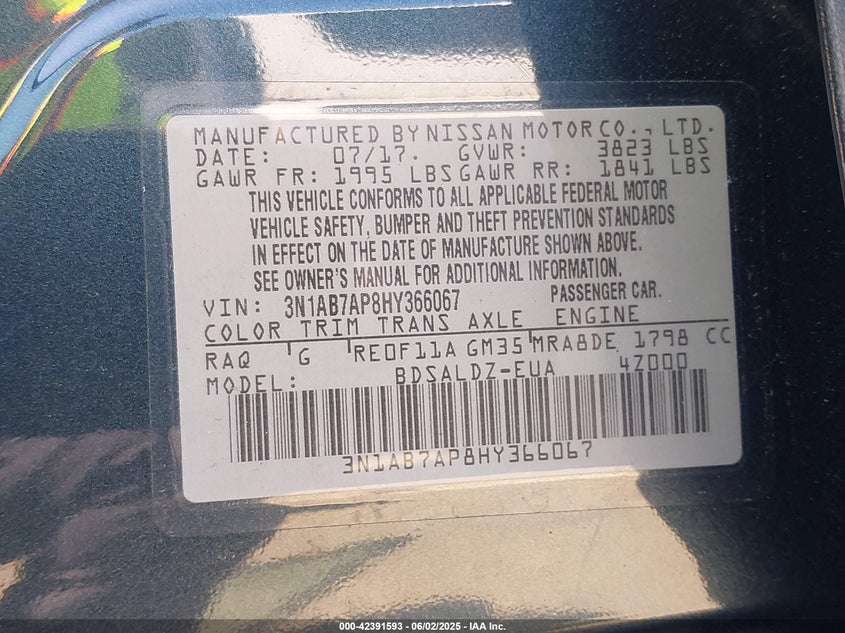 MANUFACTURED BY NISSAN MOTOR CO., LTD.
DATE: 07/17. GVWR: 3823 LBS
GAWR FR: 1995 LBS GAWR RR: 1841 LBS
THIS VEHICLE CONFORMS TO ALL APPLICABLE FEDERAL MOTOR
VEHICLE SAFETY, BUMPER AND THEFT PREVENTION STANDARDS
IN EFFECT ON THE DATE OF MANUFACTURE SHOWN ABOVE.
SEE OWNER'S MANUAL FOR ADDITIONAL INFORMATION.
VIN: 3N1AB7AP8HY366067 PASSENGER CAR.
COLOR TRIM TRANS AXLE ENGINE
RAQ G RE0F11A GM35 MRA8DE 1798 CC
MODEL: BDSALDZ-EUA 4Z000
3N1AB7AP8HY366067
000-42391593 - 06/02/2025 - IAA Inc.